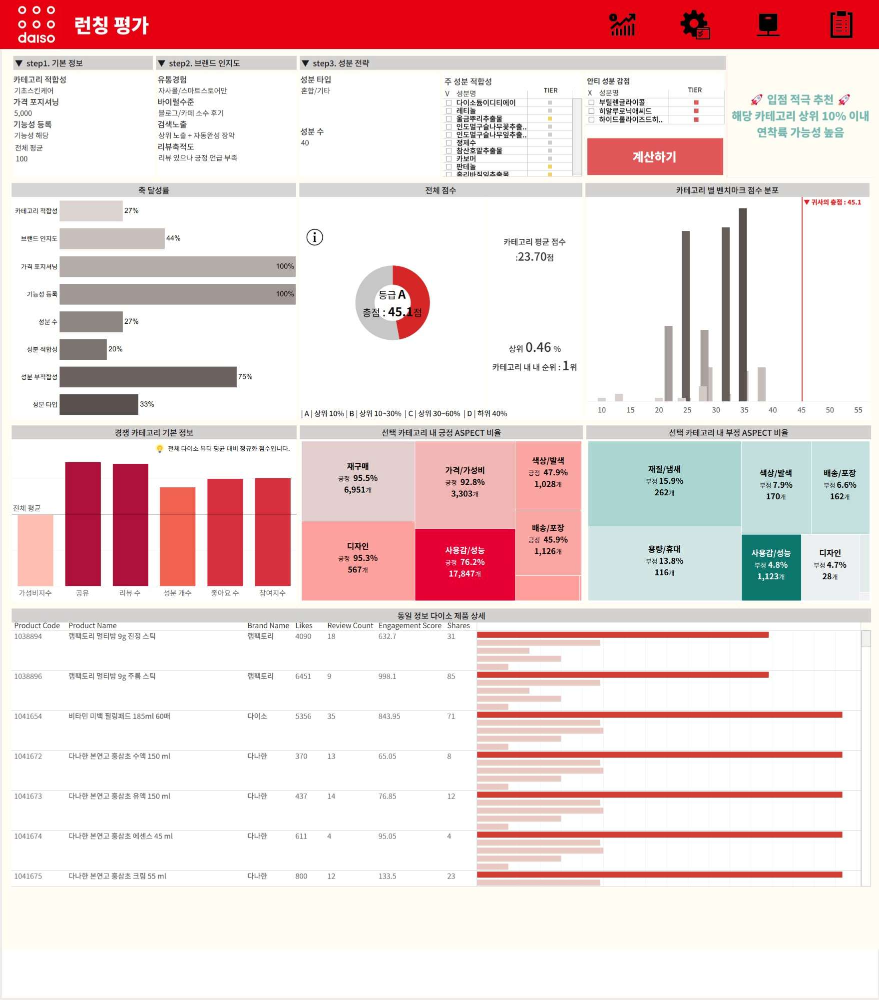 daiso
런칭 평가
▼ step1. 기본 정보
카테고리 적합성
기초스킨케어
가격 포지셔닝
5,000
기능성 등록
기능성 해당
전체 평균
100
▼ step2. 브랜드 인지도
유통경험
자사몰/스마트스토어만
바이럴수준
블로그/카페 소수 후기
검색노출
상위 노출 + 자동완성 장악
리뷰축적도
리뷰 있으나 긍정 언급 부족
▼ step3. 성분 전략
성분 타입
혼합/기타
성분 수
40
주 성분 적합성
V 성분명 TIER
다이소듐이디티에이
레티놀
울금뿌리추출물
인도멀구슬나무꽃추출..
인도멀구슬나무잎추출..
정제수
참산호말추출물
카보머
판테놀
홀리바질잎추출물
안티 성분 감점
X 성분명 TIER
부틸렌글라이콜
히알루로닉애씨드
하이드롤라이즈드히..
계산하기
🚀 입점 적극 추천 🚀
해당 카테고리 상위 10% 이내
연착륙 가능성 높음
축 달성률
카테고리 적합성 27%
브랜드 인지도 44%
가격 포지셔닝 100%
기능성 등록 100%
성분 수 27%
성분 적합성 20%
성분 부적합성 75%
성분 타입 33%
전체 점수
i
등급 A
총점 : 45.1점
카테고리 평균 점수
:23.70점
상위 0.46 %
카테고리 내 내 순위 : 1위
| A | 상위 10% | B | 상위 10~30% | C | 상위 30~60% | D | 하위 40%
카테고리 별 벤치마크 점수 분포
▼ 귀사의 총점 : 45.1
10 15 20 25 30 35 40 45 50 55
경쟁 카테고리 기본 정보
💡 전체 다이소 뷰티 평균 대비 정규화 점수입니다.
전체 평균
가성비지수 공유 리뷰 수 성분 개수 좋아요 수 참여지수
선택 카테고리 내 긍정 ASPECT 비율
재구매
긍정 95.5%
6,951개
디자인
긍정 95.3%
567개
가격/가성비
긍정 92.8%
3,303개
사용감/성능
긍정 76.2%
17,847개
색상/발색
긍정 47.9%
1,028개
배송/포장
긍정 45.9%
1,126개
선택 카테고리 내 부정 ASPECT 비율
재질/냄새
부정 15.9%
262개
용량/휴대
부정 13.8%
116개
색상/발색
부정 7.9%
170개
배송/포장
부정 6.6%
162개
사용감/성능
부정 4.8%
1,123개
디자인
부정 4.7%
28개
동일 정보 다이소 제품 상세
Product Code Product Name Brand Name Likes Review Count Engagement Score Shares
1038894 랩팩토리 멀티밤 9g 진정 스틱 랩팩토리 4090 18 632.7 31
1038896 랩팩토리 멀티밤 9g 주름 스틱 랩팩토리 6451 9 998.1 85
1041654 비타민 미백 필링패드 185ml 60매 다이소 5356 35 843.95 71
1041672 다나한 본연고 홍삼초 수액 150 ml 다나한 370 13 65.05 8
1041673 다나한 본연고 홍삼초 유액 150 ml 다나한 437 14 76.85 12
1041674 다나한 본연고 홍삼초 에센스 45 ml 다나한 611 4 95.05 4
1041675 다나한 본연고 홍삼초 크림 55 ml 다나한 800 12 133.5 23